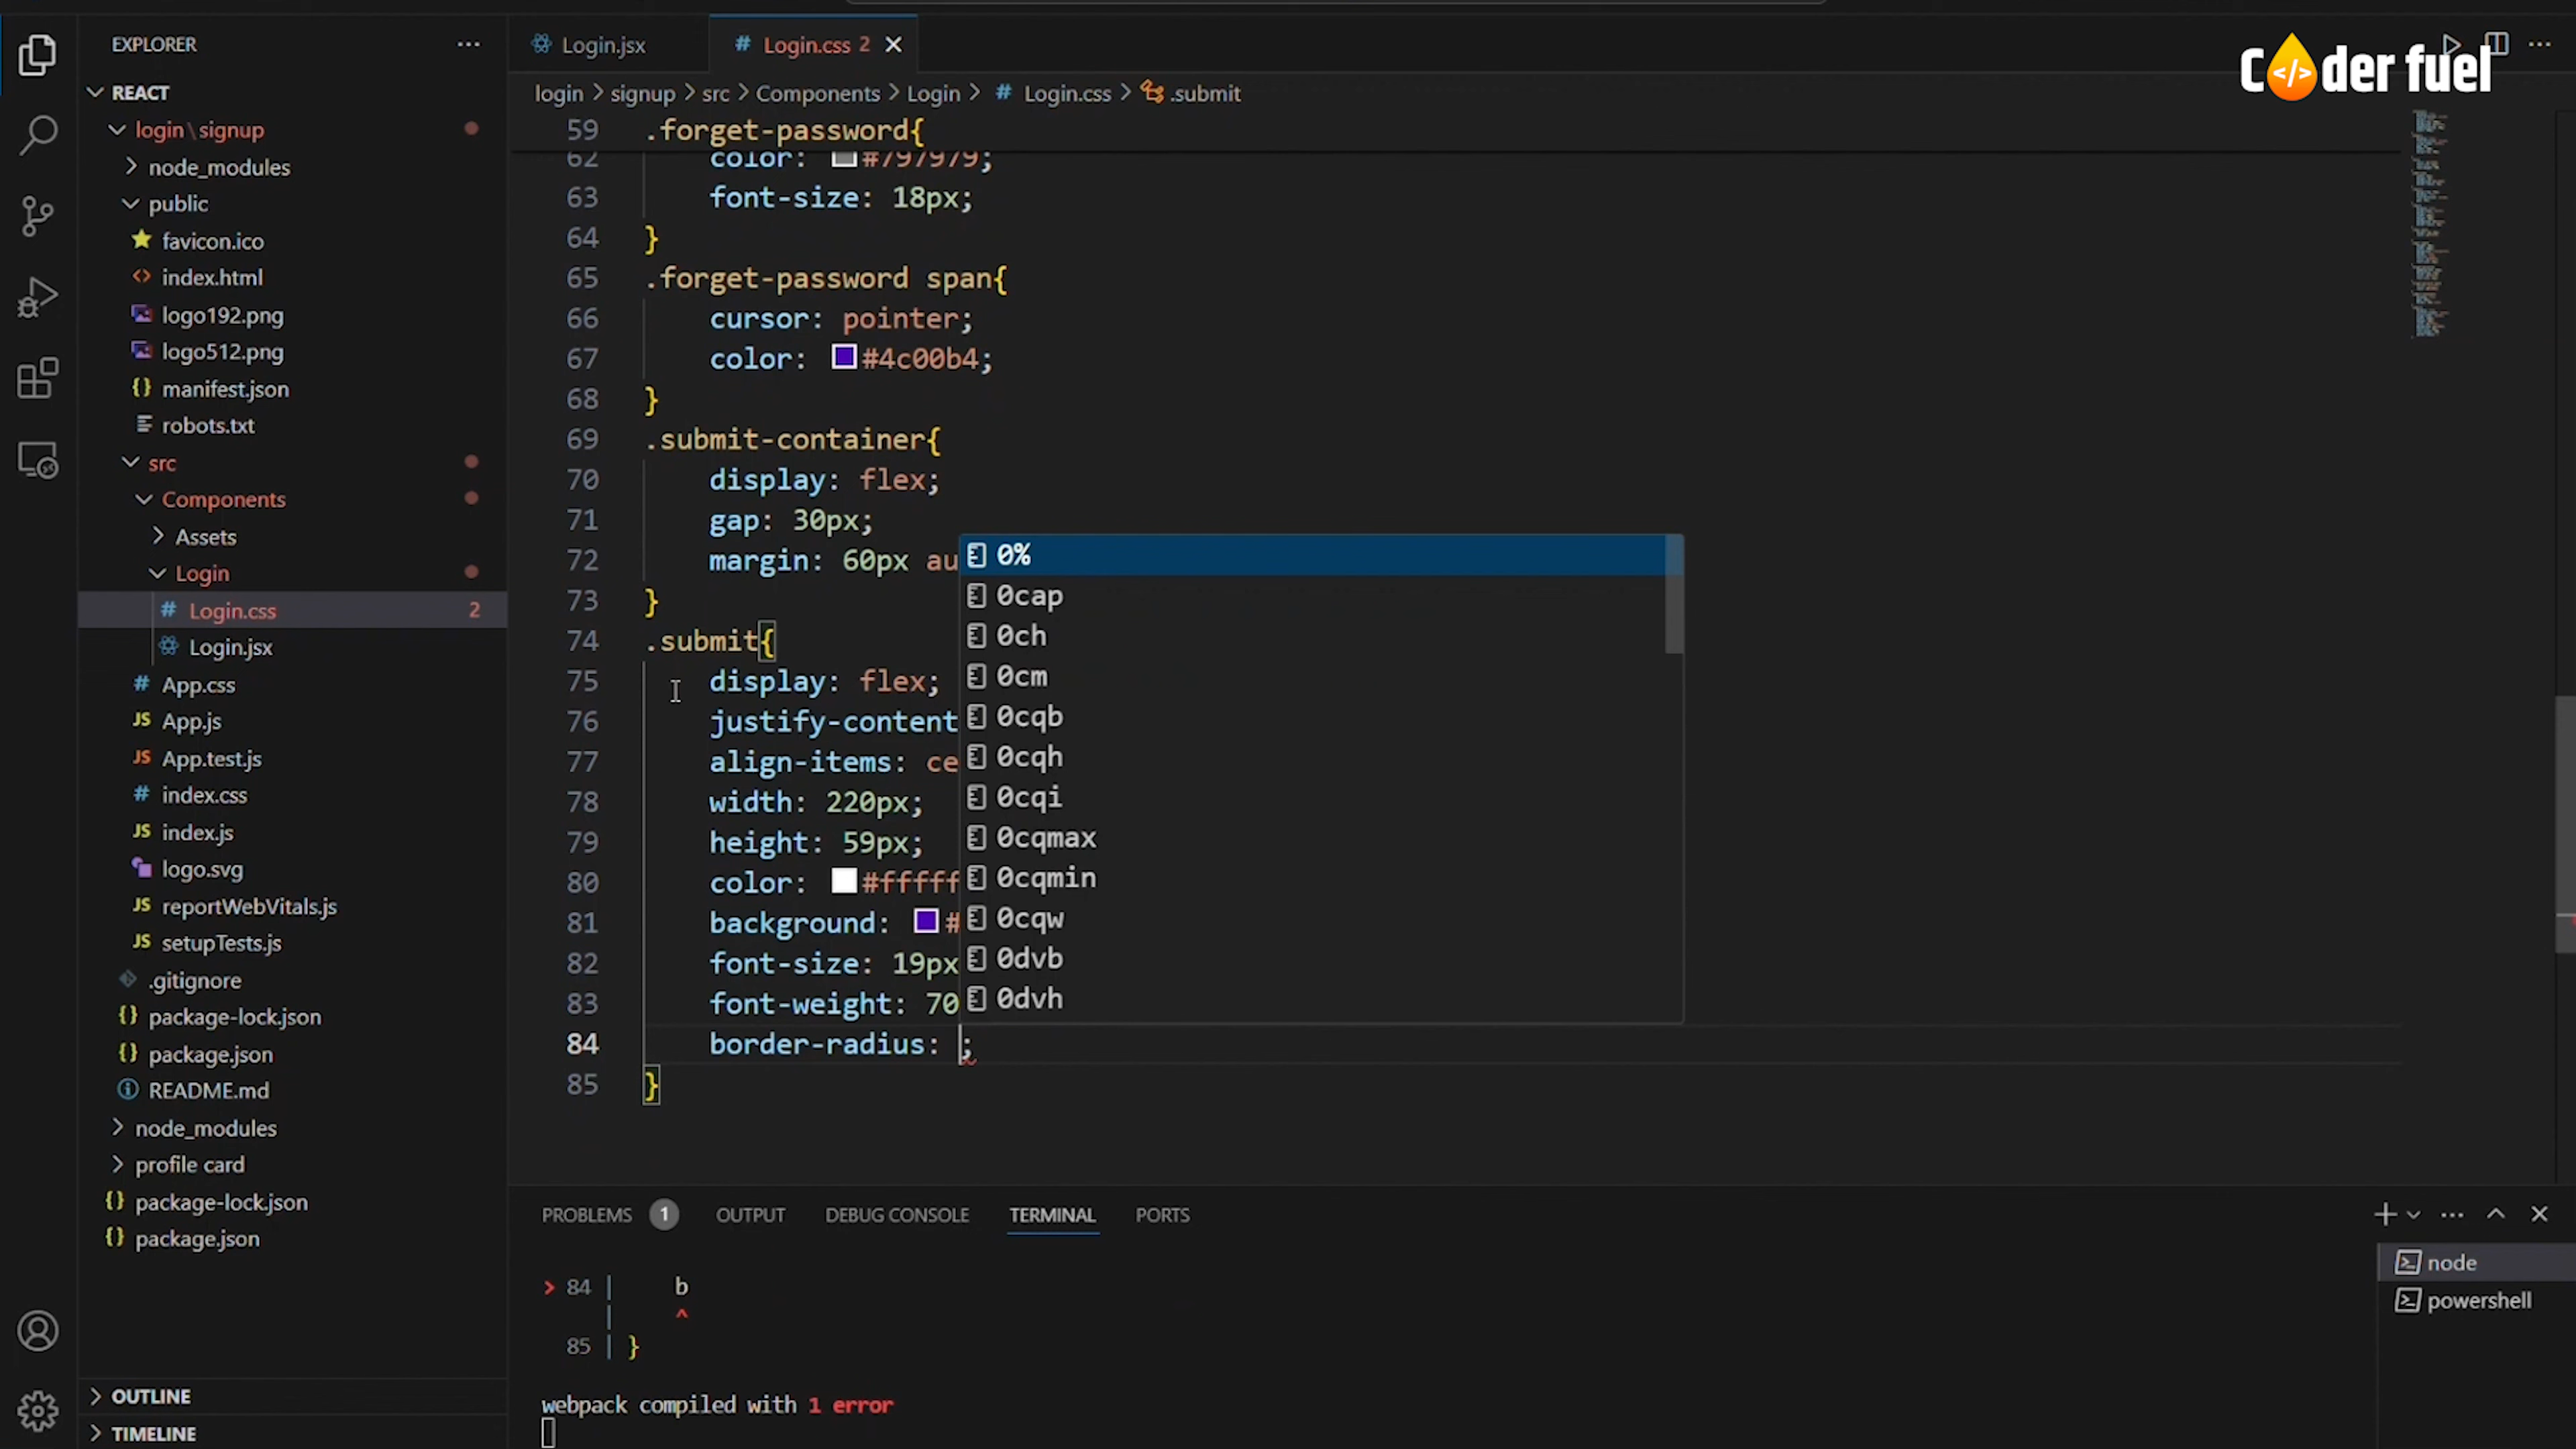 EXPLORER
REACT
login \ signup
node_modules
public
favicon.ico
index.html
logo192.png
logo512.png
manifest.json
robots.txt
src
Components
Assets
Login
Login.css 2
Login.jsx
App.css
App.js
App.test.js
index.css
index.js
logo.svg
reportWebVitals.js
setupTests.js
.gitignore
package-lock.json
package.json
README.md
node_modules
profile card
package-lock.json
package.json
OUTLINE
TIMELINE
Login.jsx
Login.css 2
C</>der fuel
login > signup > src > Components > Login > # Login.css > .submit
59 .forget-password{
62 color: #797979;
63 font-size: 18px;
64 }
65 .forget-password span{
66 cursor: pointer;
67 color: #4c00b4;
68 }
69 .submit-container{
70 display: flex;
71 gap: 30px;
72 margin: 60px au
73 }
74 .submit{
75 display: flex;
76 justify-content
77 align-items: ce
78 width: 220px;
79 height: 59px;
80 color: #fffff
81 background: #
82 font-size: 19px
83 font-weight: 70
84 border-radius: ;
85 }
0%
0cap
0ch
0cm
0cqb
0cqh
0cqi
0cqmax
0cqmin
0cqw
0dvb
0dvh
PROBLEMS 1 OUTPUT DEBUG CONSOLE TERMINAL PORTS
> 84 | b
| ^
85 | }
webpack compiled with 1 error
node
powershell